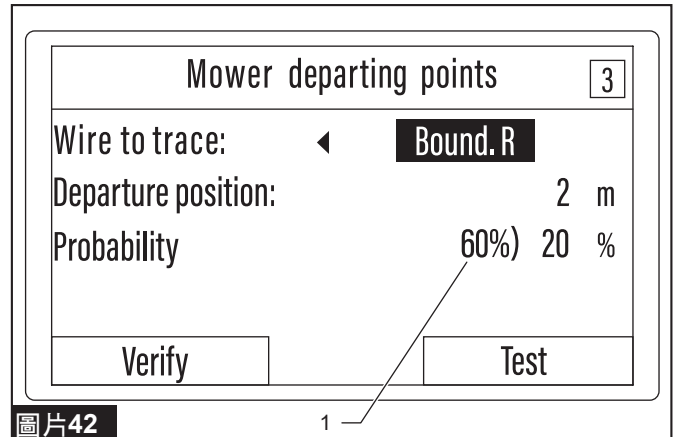 Mower departing points 3
Wire to trace: ◀ Bound. R
Departure position: 2 m
Probability 60%) 20 %
Verify Test
圖片42 1